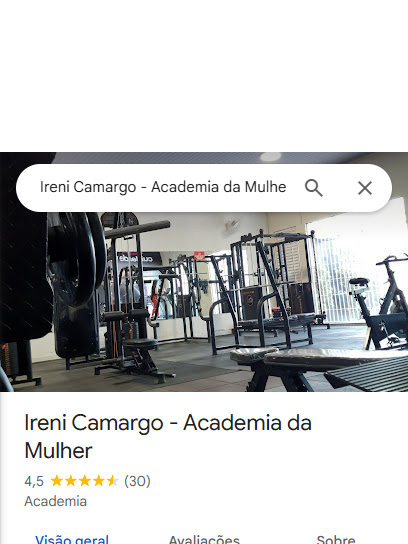 Ireni Camargo - Academia da Mulhe
Ireni Camargo - Academia da
Mulher
4,5 (30)
Academia
Visão geral Avaliações Sobre